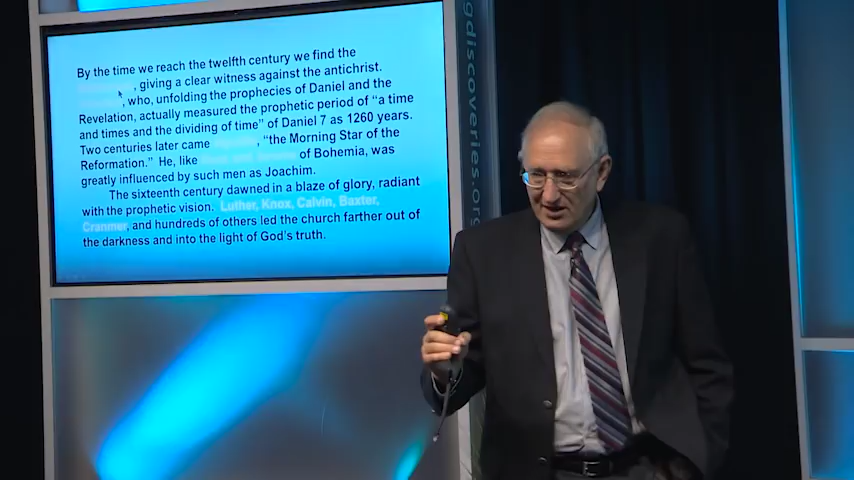 By the time we reach the twelfth century we find the
, giving a clear witness against the antichrist.
, who, unfolding the prophecies of Daniel and the
Revelation, actually measured the prophetic period of “a time
and times and the dividing of time” of Daniel 7 as 1260 years.
Two centuries later came , “the Morning Star of the
Reformation.” He, like of Bohemia, was
greatly influenced by such men as Joachim.
The sixteenth century dawned in a blaze of glory, radiant
with the prophetic vision. Luther, Knox, Calvin, Baxter,
Cranmer, and hundreds of others led the church farther out of
the darkness and into the light of God's truth.
gdiscoveries.org